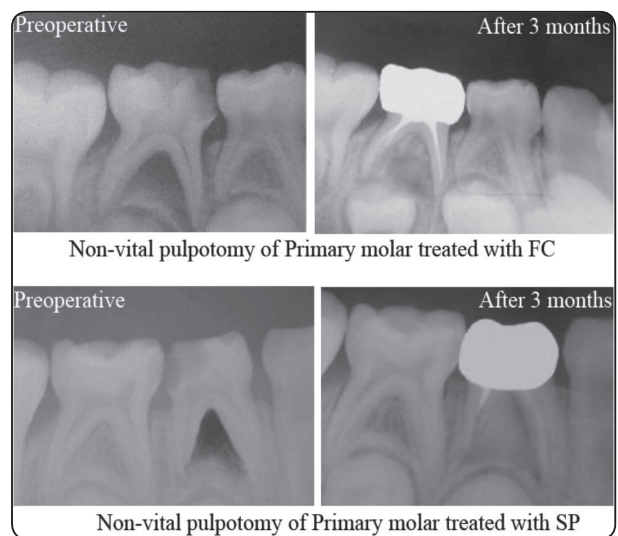 Preoperative
After 3 months
Non-vital pulpotomy of Primary molar treated with FC
Preoperative
After 3 months
Non-vital pulpotomy of Primary molar treated with SP